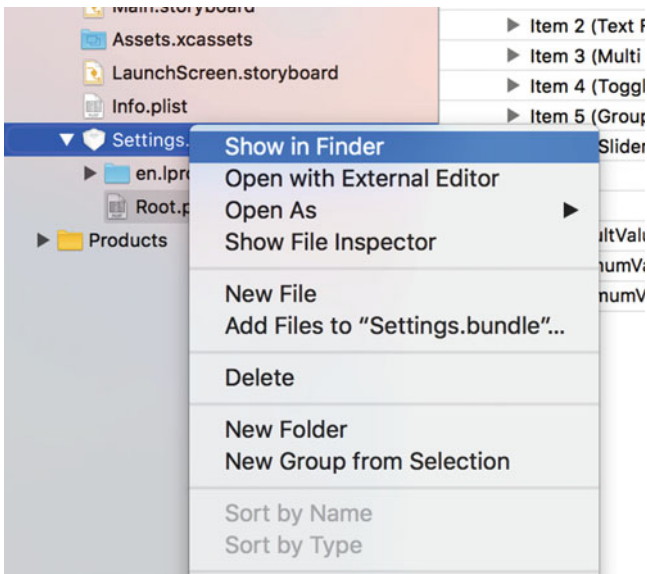 Main.storyboard
Assets.xcassets
LaunchScreen.storyboard
Info.plist
Settings.
en.lpro
Root.p
Products
Show in Finder
Open with External Editor
Open As
Show File Inspector
New File
Add Files to “Settings.bundle”...
Delete
New Folder
New Group from Selection
Sort by Name
Sort by Type
Item 2 (Text F
Item 3 (Multi
Item 4 (Toggl
Item 5 (Group
Slider
ultValu
numVa
numV